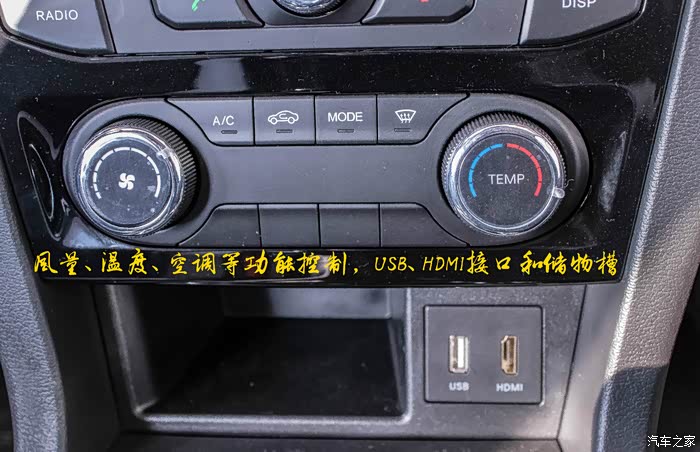 RADIO
DISP
A/C
MODE
TEMP
风量、温度、空调等功能控制，USB、HDMI接口和储物槽
USB
HDMI
汽车之家